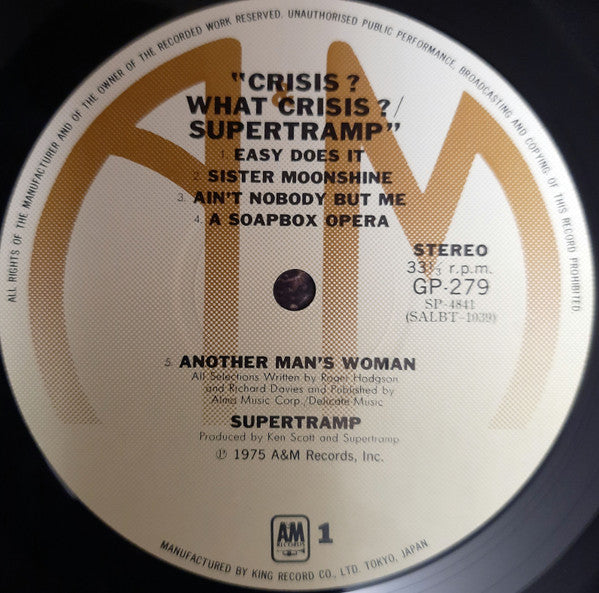 ALL RIGHTS OF THE MANUFACTURER AND OF THE OWNER OF THE RECORDED WORK RESERVED. UNAUTHORISED PUBLIC PERFORMANCE, BROADCASTING AND COPYING OF THIS RECORD PROHIBITED.
A&M
"CRISIS?
WHAT CRISIS?/
SUPERTRAMP"
1. EASY DOES IT
2. SISTER MOONSHINE
3. AIN'T NOBODY BUT ME
4. A SOAPBOX OPERA
STEREO
33⅓ r.p.m.
GP-279
SP-4841
(SALBT-1939)
5. ANOTHER MAN'S WOMAN
All Selections Written by Roger Hodgson
and Richard Davies and Published by
Almo Music Corp./Delicate Music
SUPERTRAMP
Produced by Ken Scott and Supertramp
℗ 1975 A&M Records, Inc.
A&M
RECORDS
1
MANUFACTURED BY KING RECORD CO., LTD. TOKYO, JAPAN